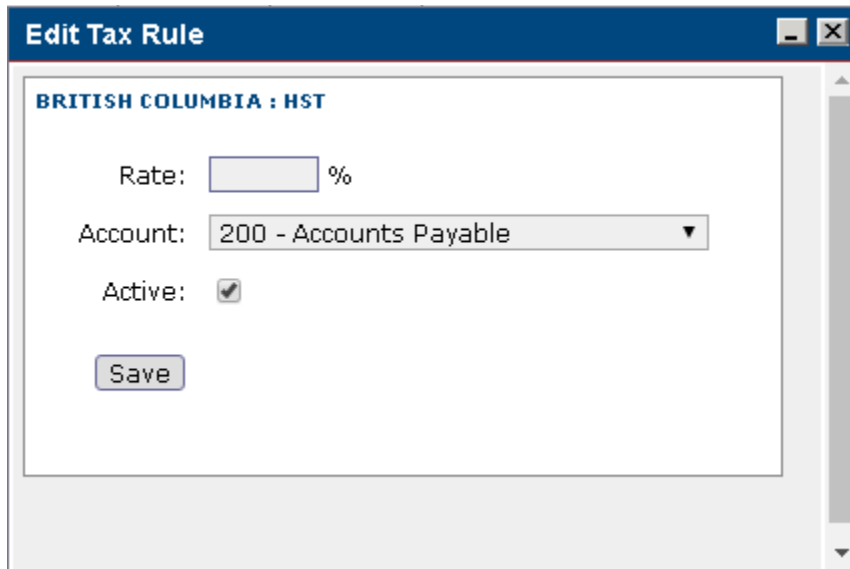 Edit Tax Rule
BRITISH COLUMBIA : HST
Rate: %
Account: 200 - Accounts Payable
Active:
Save